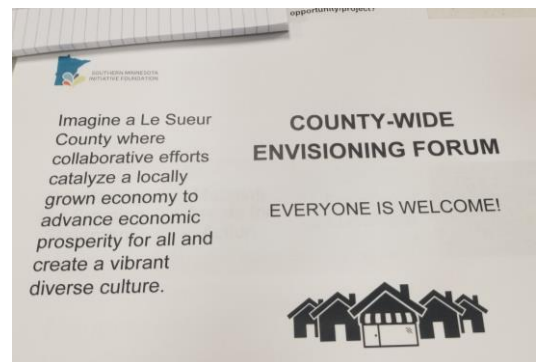 opportunity/project?
SOUTHERN MINNESOTA
INITIATIVE FOUNDATION
Imagine a Le Sueur
County where
collaborative efforts
catalyze a locally
grown economy to
advance economic
prosperity for all and
create a vibrant
diverse culture.
COUNTY-WIDE
ENVISIONING FORUM
EVERYONE IS WELCOME!